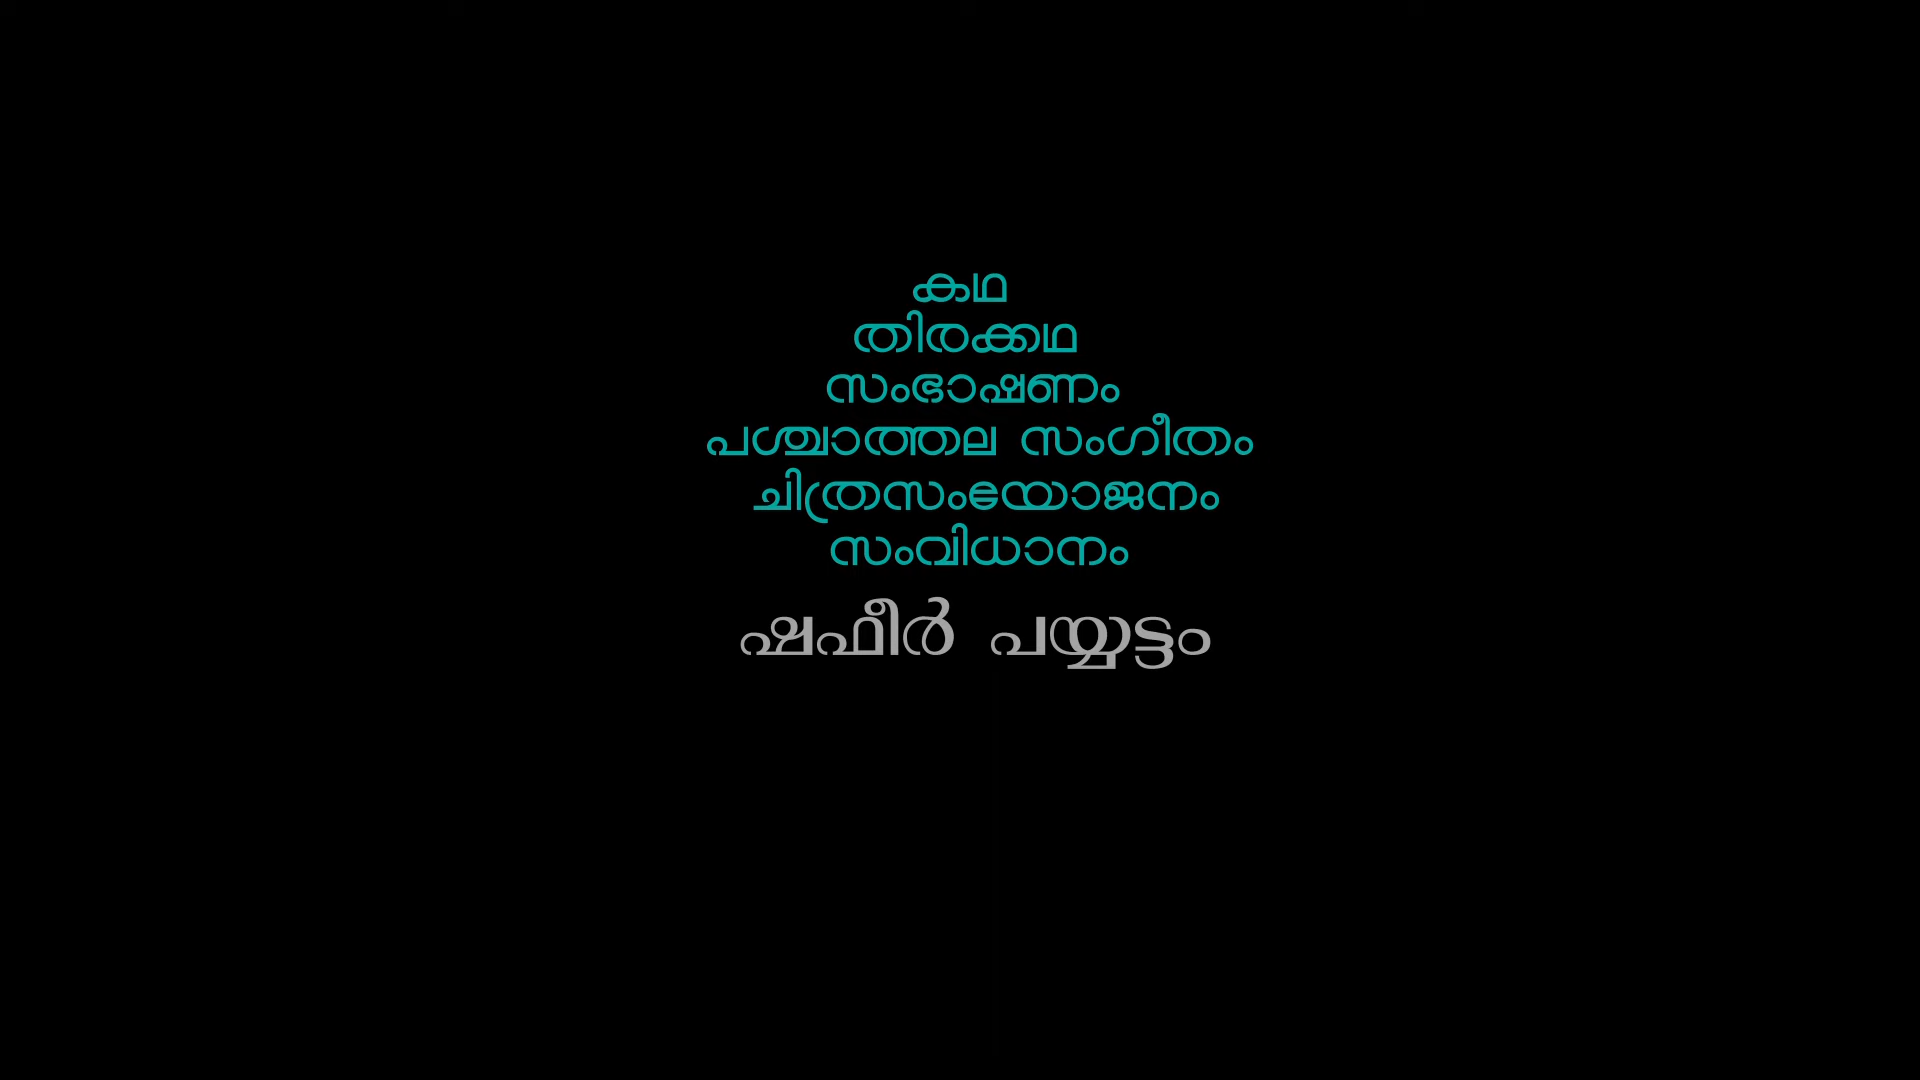 കഥ
തിരക്കഥ
സംഭാഷണം
പശ്ചാത്തല സംഗീതം
ചിത്രസംയോജനം
സംവിധാനം
ഷഫീർ പയ്യട്ടം